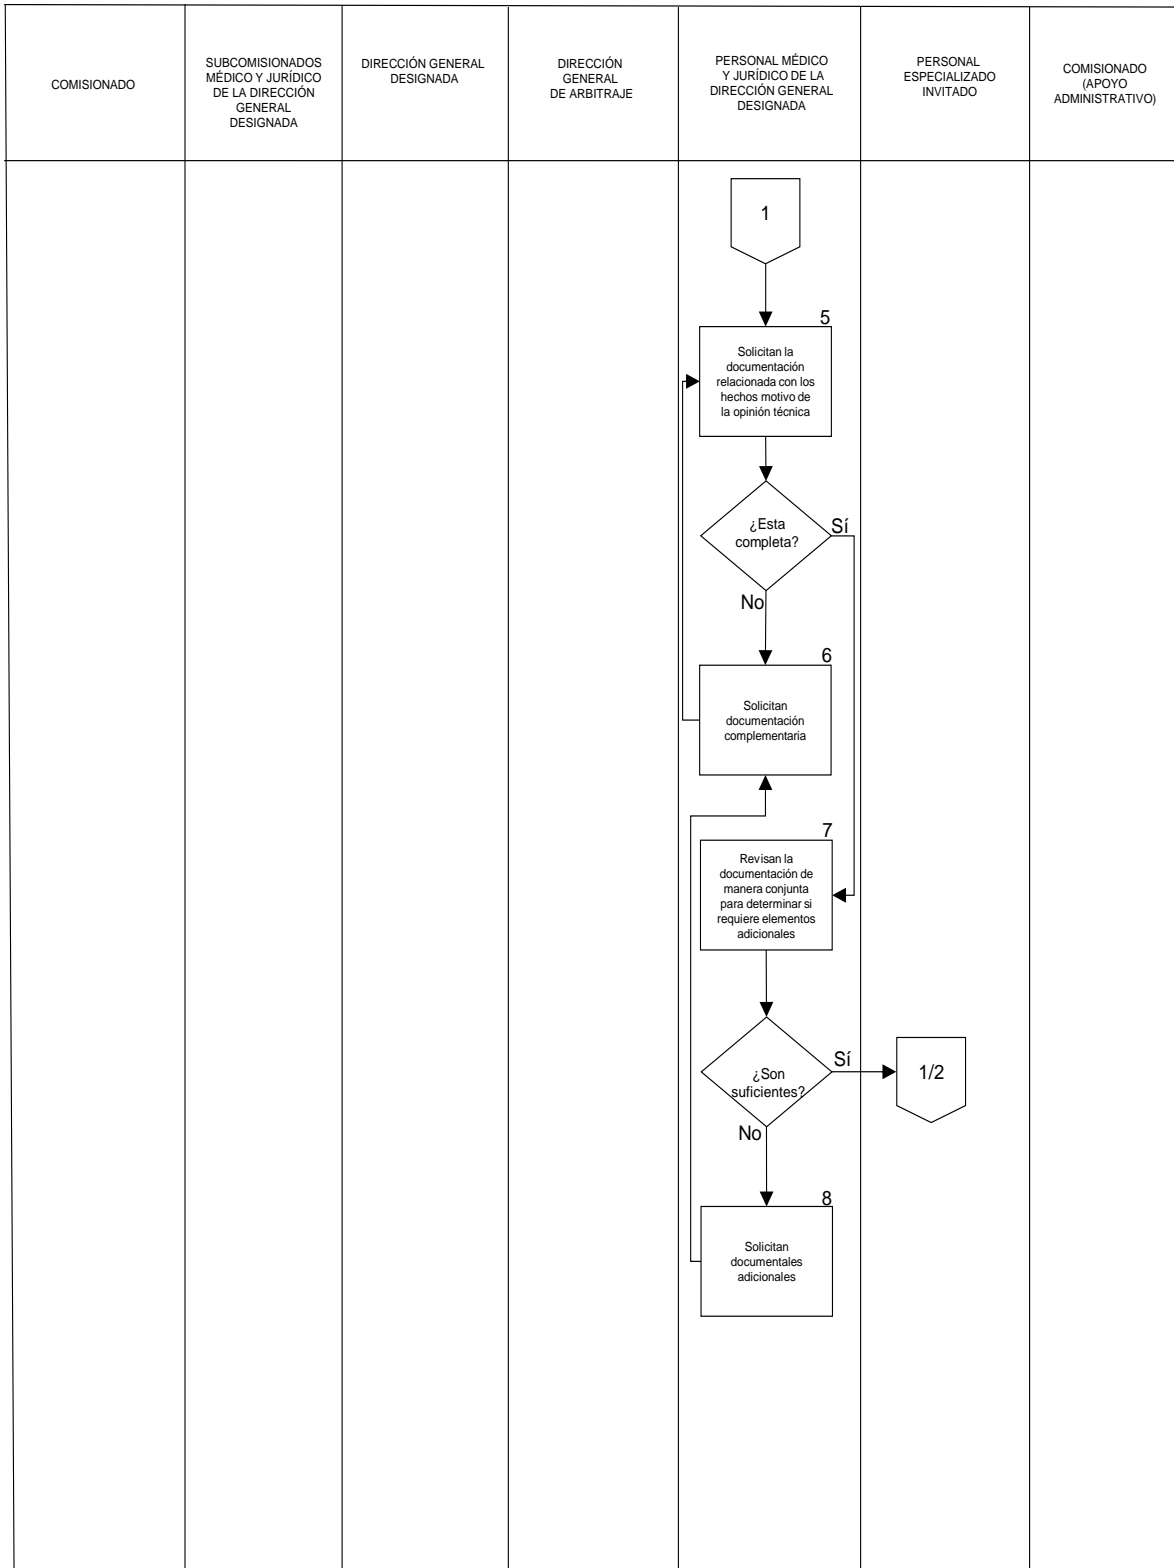 COMISIONADO
SUBCOMISIONADOS
MÉDICO Y JURÍDICO
DE LA DIRECCIÓN
GENERAL
DESIGNADA
DIRECCIÓN GENERAL
DESIGNADA
DIRECCIÓN
GENERAL
DE ARBITRAJE
PERSONAL MÉDICO
Y JURÍDICO DE LA
DIRECCIÓN GENERAL
DESIGNADA
PERSONAL
ESPECIALIZADO
INVITADO
COMISIONADO
(APOYO
ADMINISTRATIVO)
1
5
Solicitan la
documentación
relacionada con los
hechos motivo de
la opinión técnica
¿Esta
completa?
Sí
No
6
Solicitan
documentación
complementaria
7
Revisan la
documentación de
manera conjunta
para determinar si
requiere elementos
adicionales
¿Son
suficientes?
Sí
1/2
No
8
Solicitan
documentales
adicionales